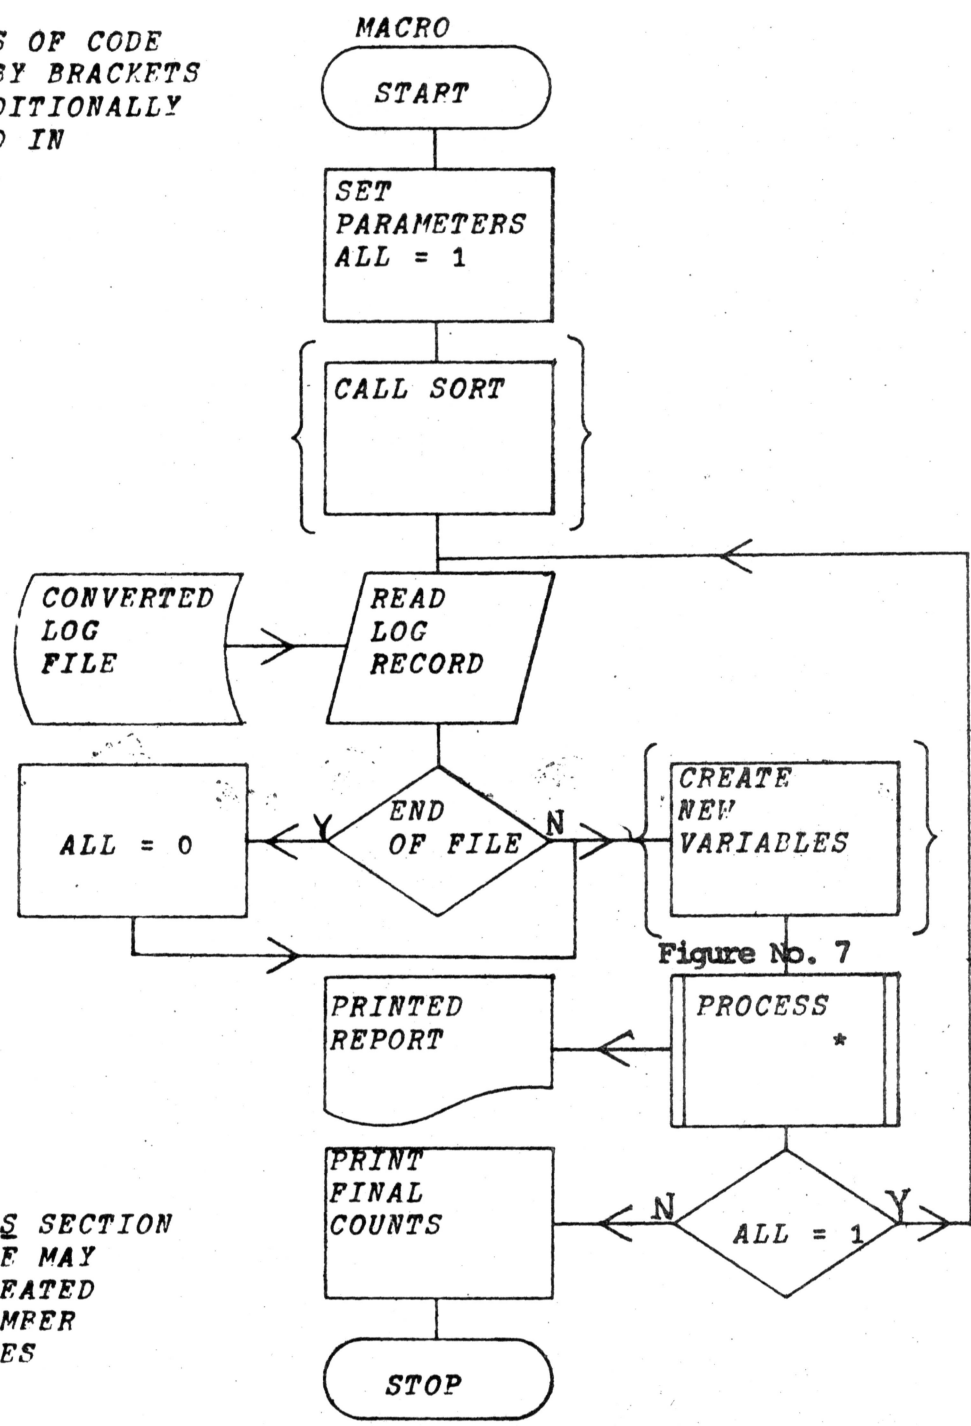 S OF CODE
BY BRACKETS
DITIONALLY
D IN
MACRO
START
SET
PARAMETERS
ALL = 1
CALL SORT
CONVERTED
LOG
FILE
READ
LOG
RECORD
ALL = 0
Y
END
OF FILE
N
CREATE
NEW
VARIABLES
Figure No. 7
PRINTED
REPORT
PROCESS
*
PRINT
FINAL
COUNTS
N
ALL = 1
Y
S SECTION
E MAY
EATED
MBER
ES
STOP